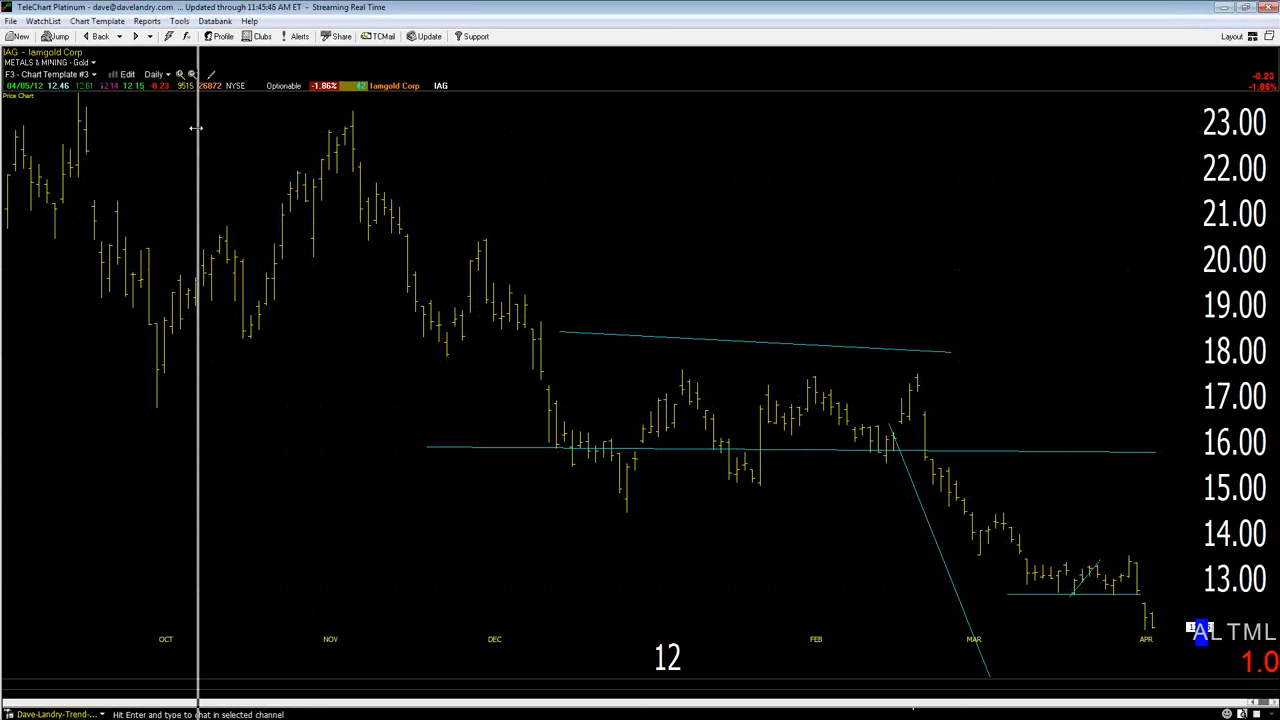 TeleChart Platinum - dave@davelandry.com ... Updated through 11:45:46 AM ET - Streaming Real Time
File WatchList Chart Template Reports Tools Databank Help
New Jump Back Profile Clubs Alerts Share TCMail Update Support Layout
IAG - Iamgold Corp
METALS & MINING - Gold
F3 - Chart Template #3 Edit Daily -0.23
04/05/12 12.46 12.61 12.14 12.15 -0.23 9515 26872 NYSE Optionable -1.86% 42 Iamgold Corp IAG -1.86%
Price Chart
23.00
22.00
21.00
20.00
19.00
18.00
17.00
16.00
15.00
14.00
13.00
AL TML
OCT NOV DEC 12 FEB MAR APR
1.0
Dave-Landry-Trend-... Hit Enter and type to chat in selected channel